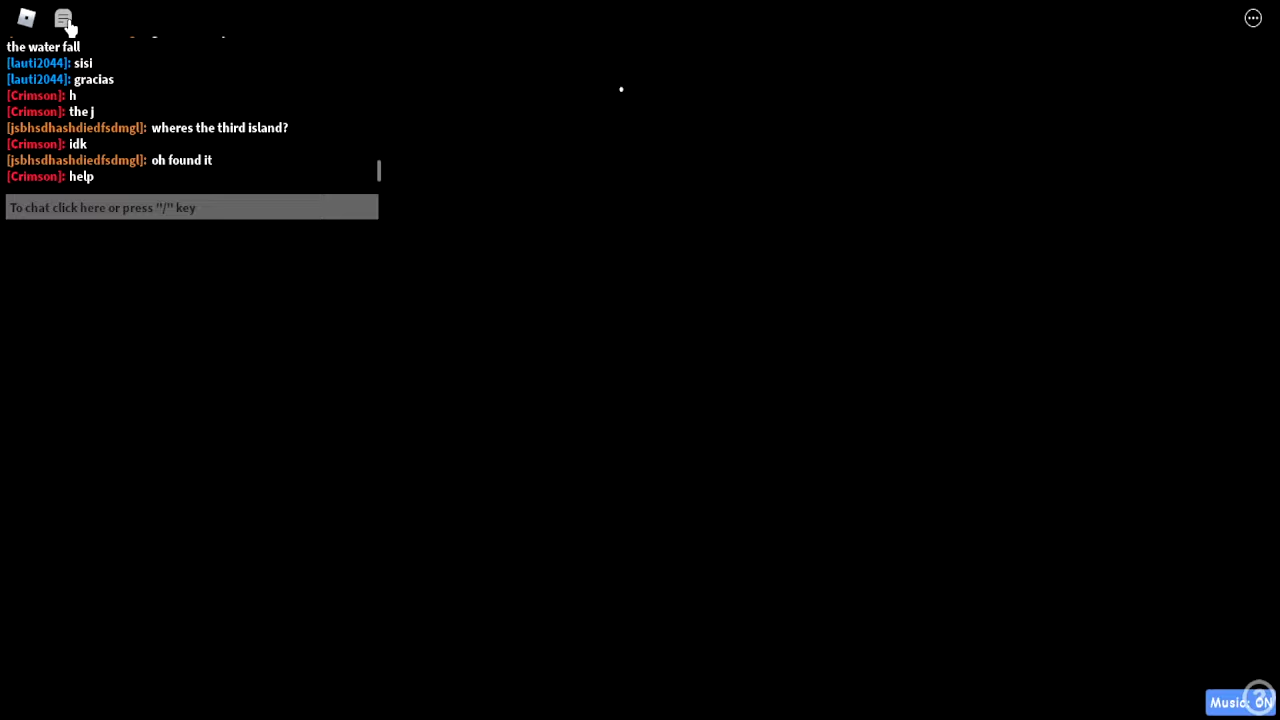 the water fall
[lauti2044]: sisi
[lauti2044]: gracias
[Crimson]: h
[Crimson]: the j
[jsbhsdhashdiedfsdmgl]: wheres the third island?
[Crimson]: idk
[jsbhsdhashdiedfsdmgl]: oh found it
[Crimson]: help
To chat click here or press "/" key
Music: ON